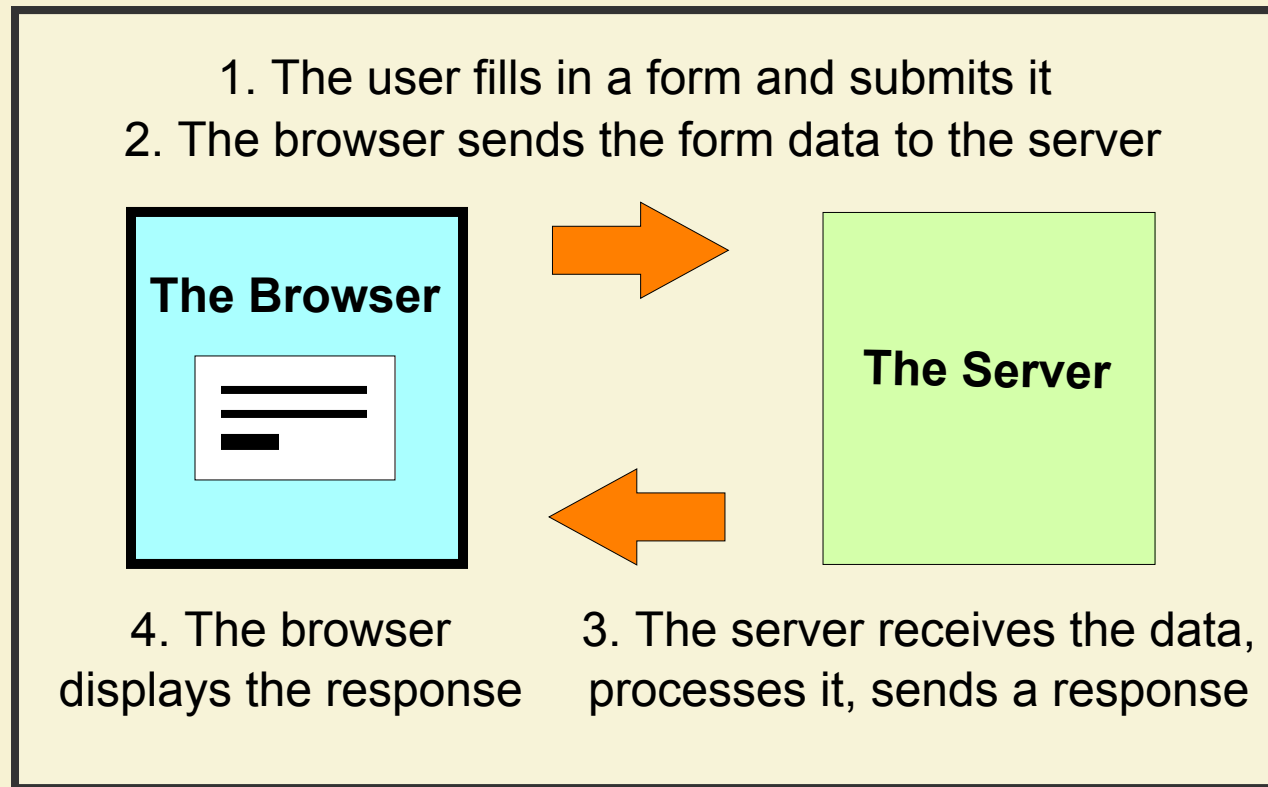 1. The user fills in a form and submits it
2. The browser sends the form data to the server
The Browser
The Server
4. The browser
displays the response
3. The server receives the data,
processes it, sends a response